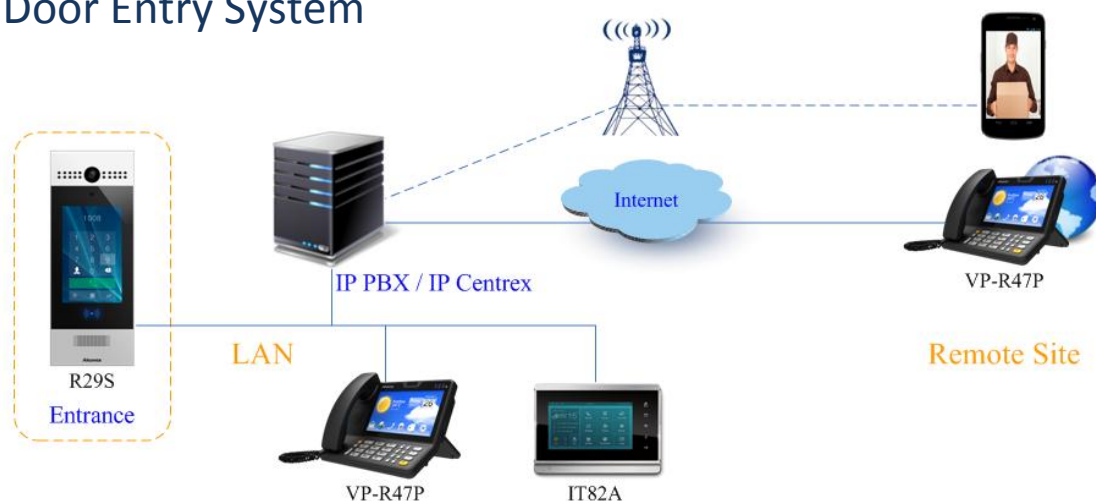 Door Entry System
Internet
IP PBX / IP Centrex
VP-R47P
LAN
Remote Site
R29S
Entrance
VP-R47P
IT82A